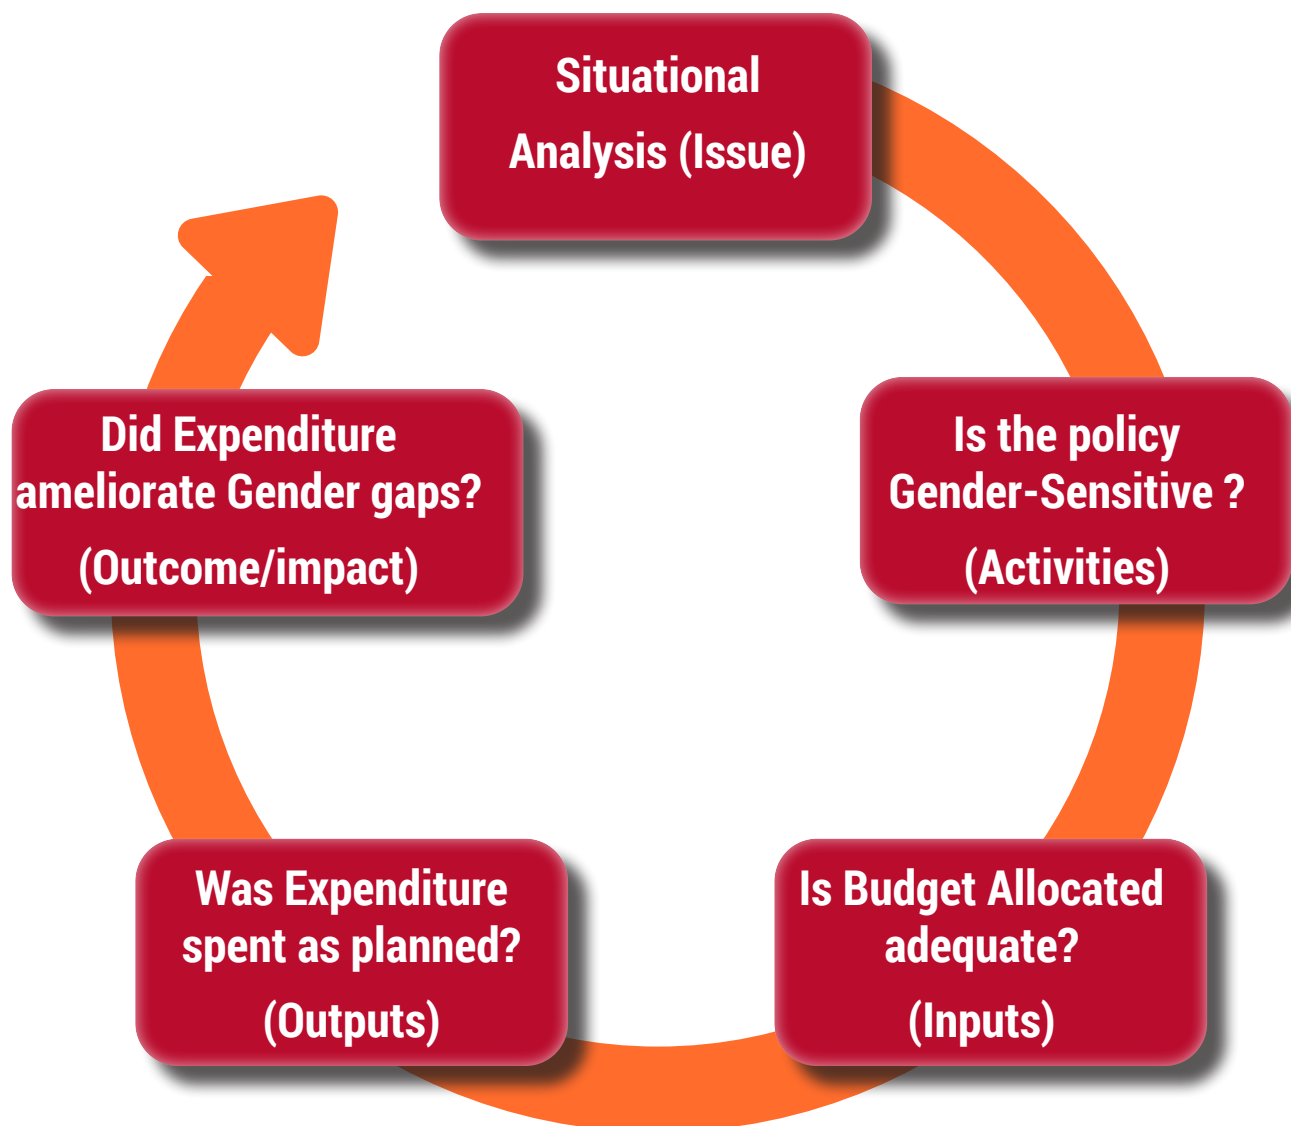 Situational
Analysis (Issue)
Is the policy
Gender-Sensitive ?
(Activities)
Is Budget Allocated
adequate?
(Inputs)
Was Expenditure
spent as planned?
(Outputs)
Did Expenditure
ameliorate Gender gaps?
(Outcome/impact)